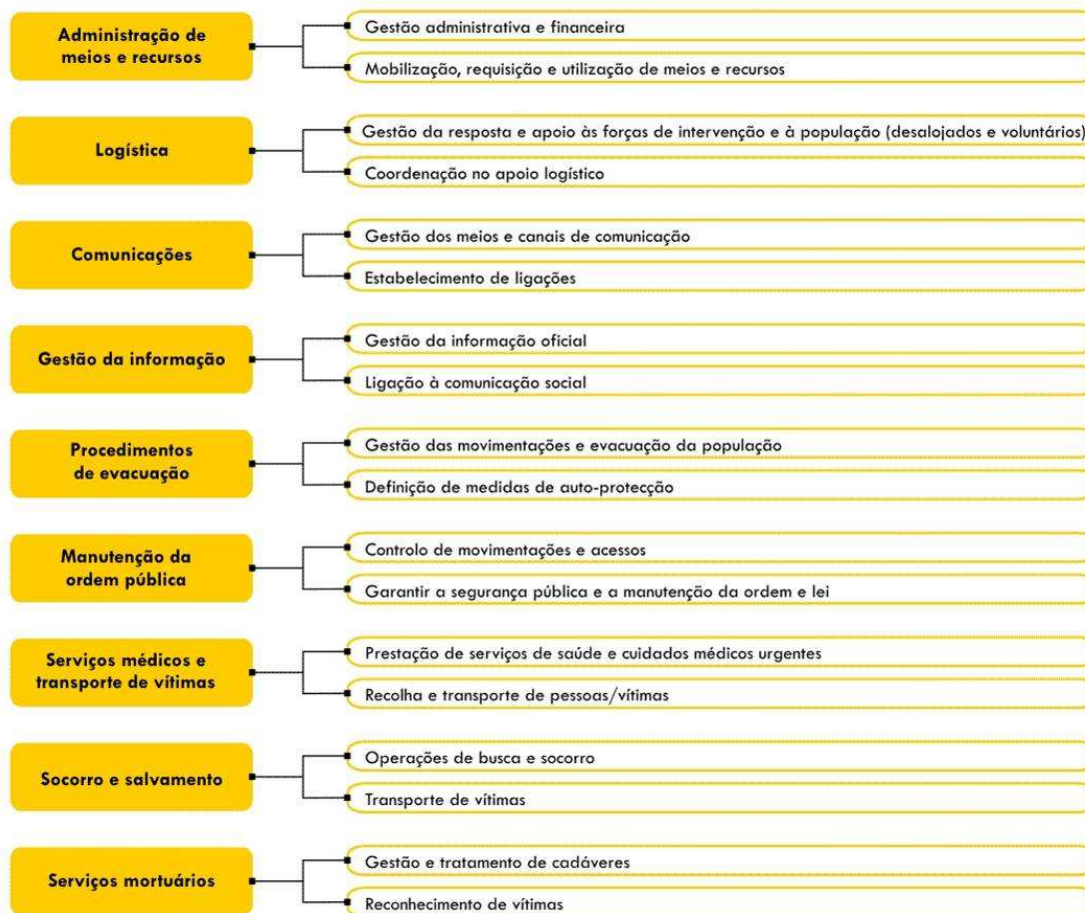 Administração de
meios e recursos
Gestão administrativa e financeira
Mobilização, requisição e utilização de meios e recursos
Logística
Gestão da resposta e apoio às forças de intervenção e à população (desalojados e voluntários)
Coordenação no apoio logístico
Comunicações
Gestão dos meios e canais de comunicação
Estabelecimento de ligações
Gestão da informação
Gestão da informação oficial
Ligação à comunicação social
Procedimentos
de evacuação
Gestão das movimentações e evacuação da população
Definição de medidas de auto-protecção
Manutenção da
ordem pública
Controlo de movimentações e acessos
Garantir a segurança pública e a manutenção da ordem e lei
Serviços médicos e
transporte de vítimas
Prestação de serviços de saúde e cuidados médicos urgentes
Recolha e transporte de pessoas/vítimas
Socorro e salvamento
Operações de busca e socorro
Transporte de vítimas
Serviços mortuários
Gestão e tratamento de cadáveres
Reconhecimento de vítimas